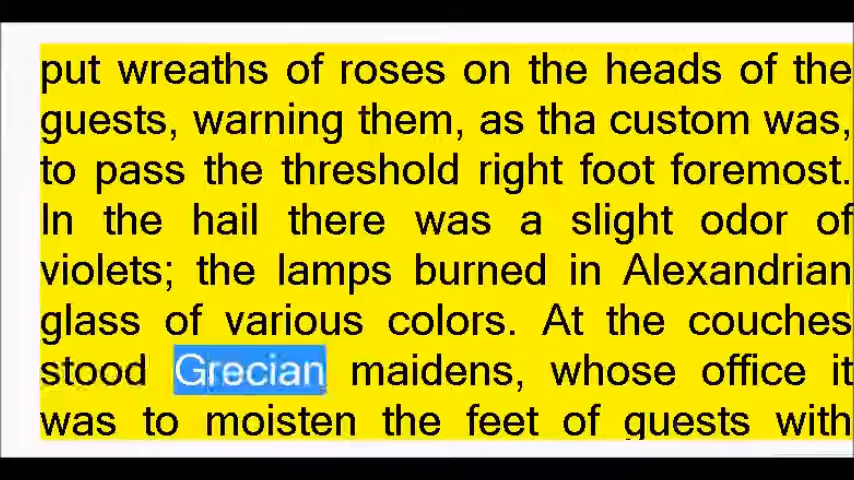 put wreaths of roses on the heads of the
guests, warning them, as tha custom was,
to pass the threshold right foot foremost.
In the hail there was a slight odor of
violets; the lamps burned in Alexandrian
glass of various colors. At the couches
stood Grecian maidens, whose office it
was to moisten the feet of guests with